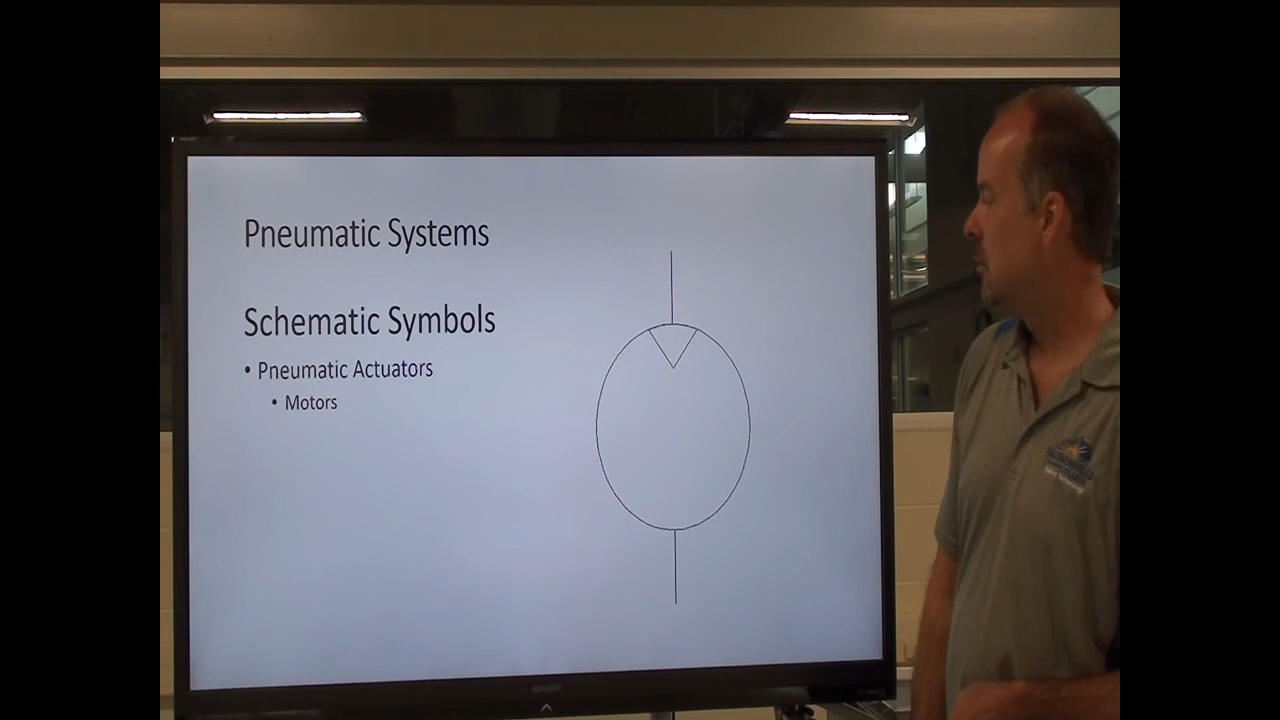 Pneumatic Systems
Schematic Symbols
• Pneumatic Actuators
• Motors